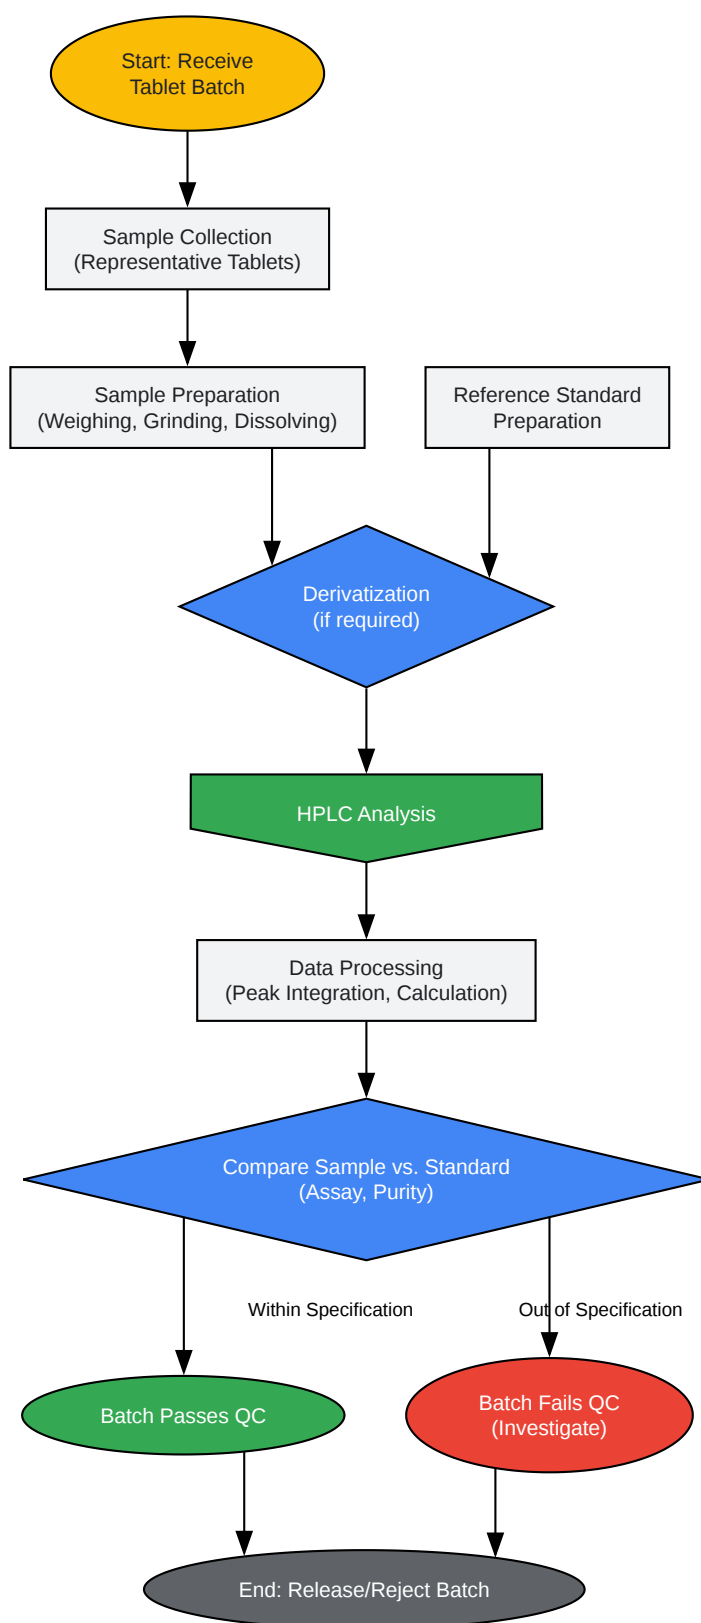 Start: Receive
Tablet Batch
Sample Collection
(Representative Tablets)
Sample Preparation
(Weighing, Grinding, Dissolving)
Reference Standard
Preparation
Derivatization
(if required)
HPLC Analysis
Data Processing
(Peak Integration, Calculation)
Compare Sample vs. Standard
(Assay, Purity)
Within Specification
Out of Specification
Batch Passes QC
Batch Fails QC
(Investigate)
End: Release/Reject Batch